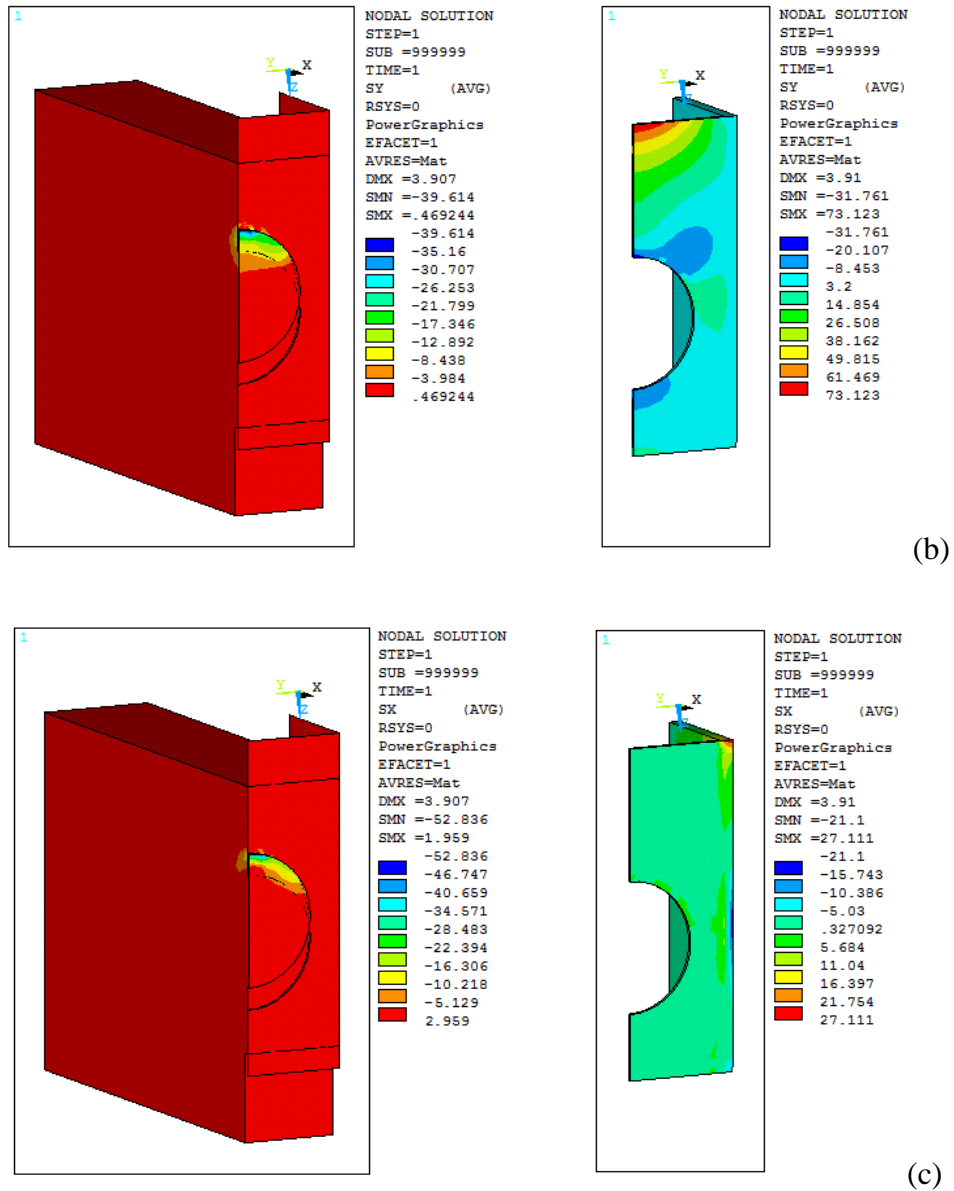 1
Y
X
Z
NODAL SOLUTION
STEP=1
SUB =999999
TIME=1
SY (AVG)
RSYS=0
PowerGraphics
EFACET=1
AVRES=Mat
DMX =3.907
SMN =-39.614
SMX =.469244
-39.614
-35.16
-30.707
-26.253
-21.799
-17.346
-12.892
-8.438
-3.984
.469244
1
Y
X
Z
NODAL SOLUTION
STEP=1
SUB =999999
TIME=1
SY (AVG)
RSYS=0
PowerGraphics
EFACET=1
AVRES=Mat
DMX =3.91
SMN =-31.761
SMX =73.123
-31.761
-20.107
-8.453
3.2
14.854
26.508
38.162
49.815
61.469
73.123
(b)
1
Y
X
Z
NODAL SOLUTION
STEP=1
SUB =999999
TIME=1
SX (AVG)
RSYS=0
PowerGraphics
EFACET=1
AVRES=Mat
DMX =3.907
SMN =-52.836
SMX =1.959
-52.836
-46.747
-40.659
-34.571
-28.483
-22.394
-16.306
-10.218
-5.129
2.959
1
Y
X
Z
NODAL SOLUTION
STEP=1
SUB =999999
TIME=1
SX (AVG)
RSYS=0
PowerGraphics
EFACET=1
AVRES=Mat
DMX =3.91
SMN =-21.1
SMX =27.111
-21.1
-15.743
-10.386
-5.03
.327092
5.684
11.04
16.397
21.754
27.111
(c)